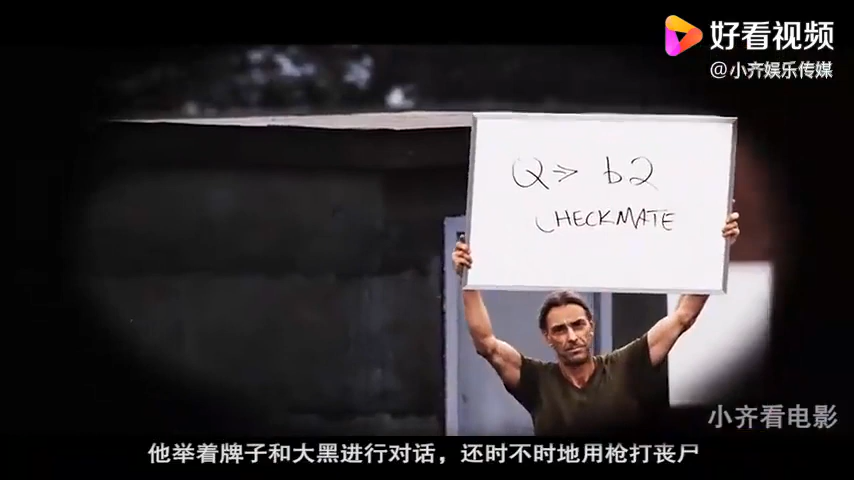 好看视频
@小齐娱乐传媒
Q➢ b2
CHECKMATE
小齐看电影
他举着牌子和大黑进行对话，还时不时地用枪打丧尸